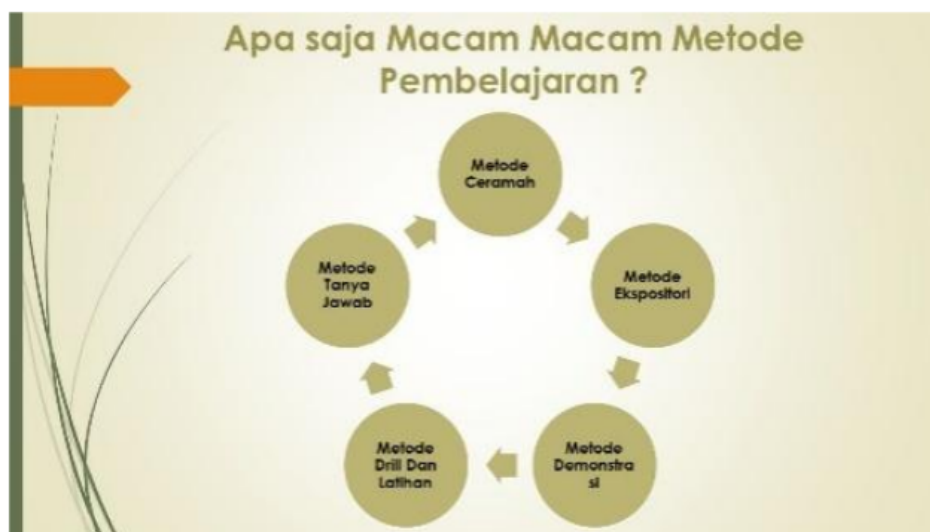 Apa saja Macam Macam Metode
Pembelajaran ?
Metode
Ceramah
Metode
Ekspositori
Metode
Demonstra
si
Metode
Drill Dan
Latihan
Metode
Tanya
Jawab